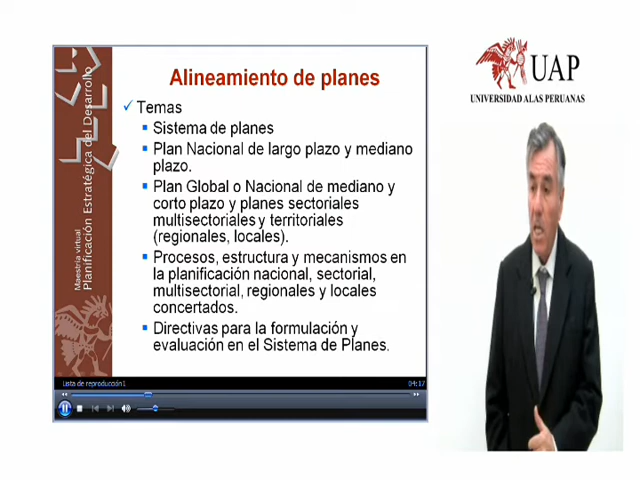 Alineamiento de planes
✓ Temas
▪ Sistema de planes
▪ Plan Nacional de largo plazo y mediano
plazo.
▪ Plan Global o Nacional de mediano y
corto plazo y planes sectoriales
multisectoriales y territoriales
(regionales, locales).
▪ Procesos, estructura y mecanismos en
la planificación nacional, sectorial,
multisectorial, regionales y locales
concertados.
▪ Directivas para la formulación y
evaluación en el Sistema de Planes.
Maestría virtual
Planificación Estratégica del Desarrollo
Lista de reproducción1
04:17
UAP
UNIVERSIDAD ALAS PERUANAS